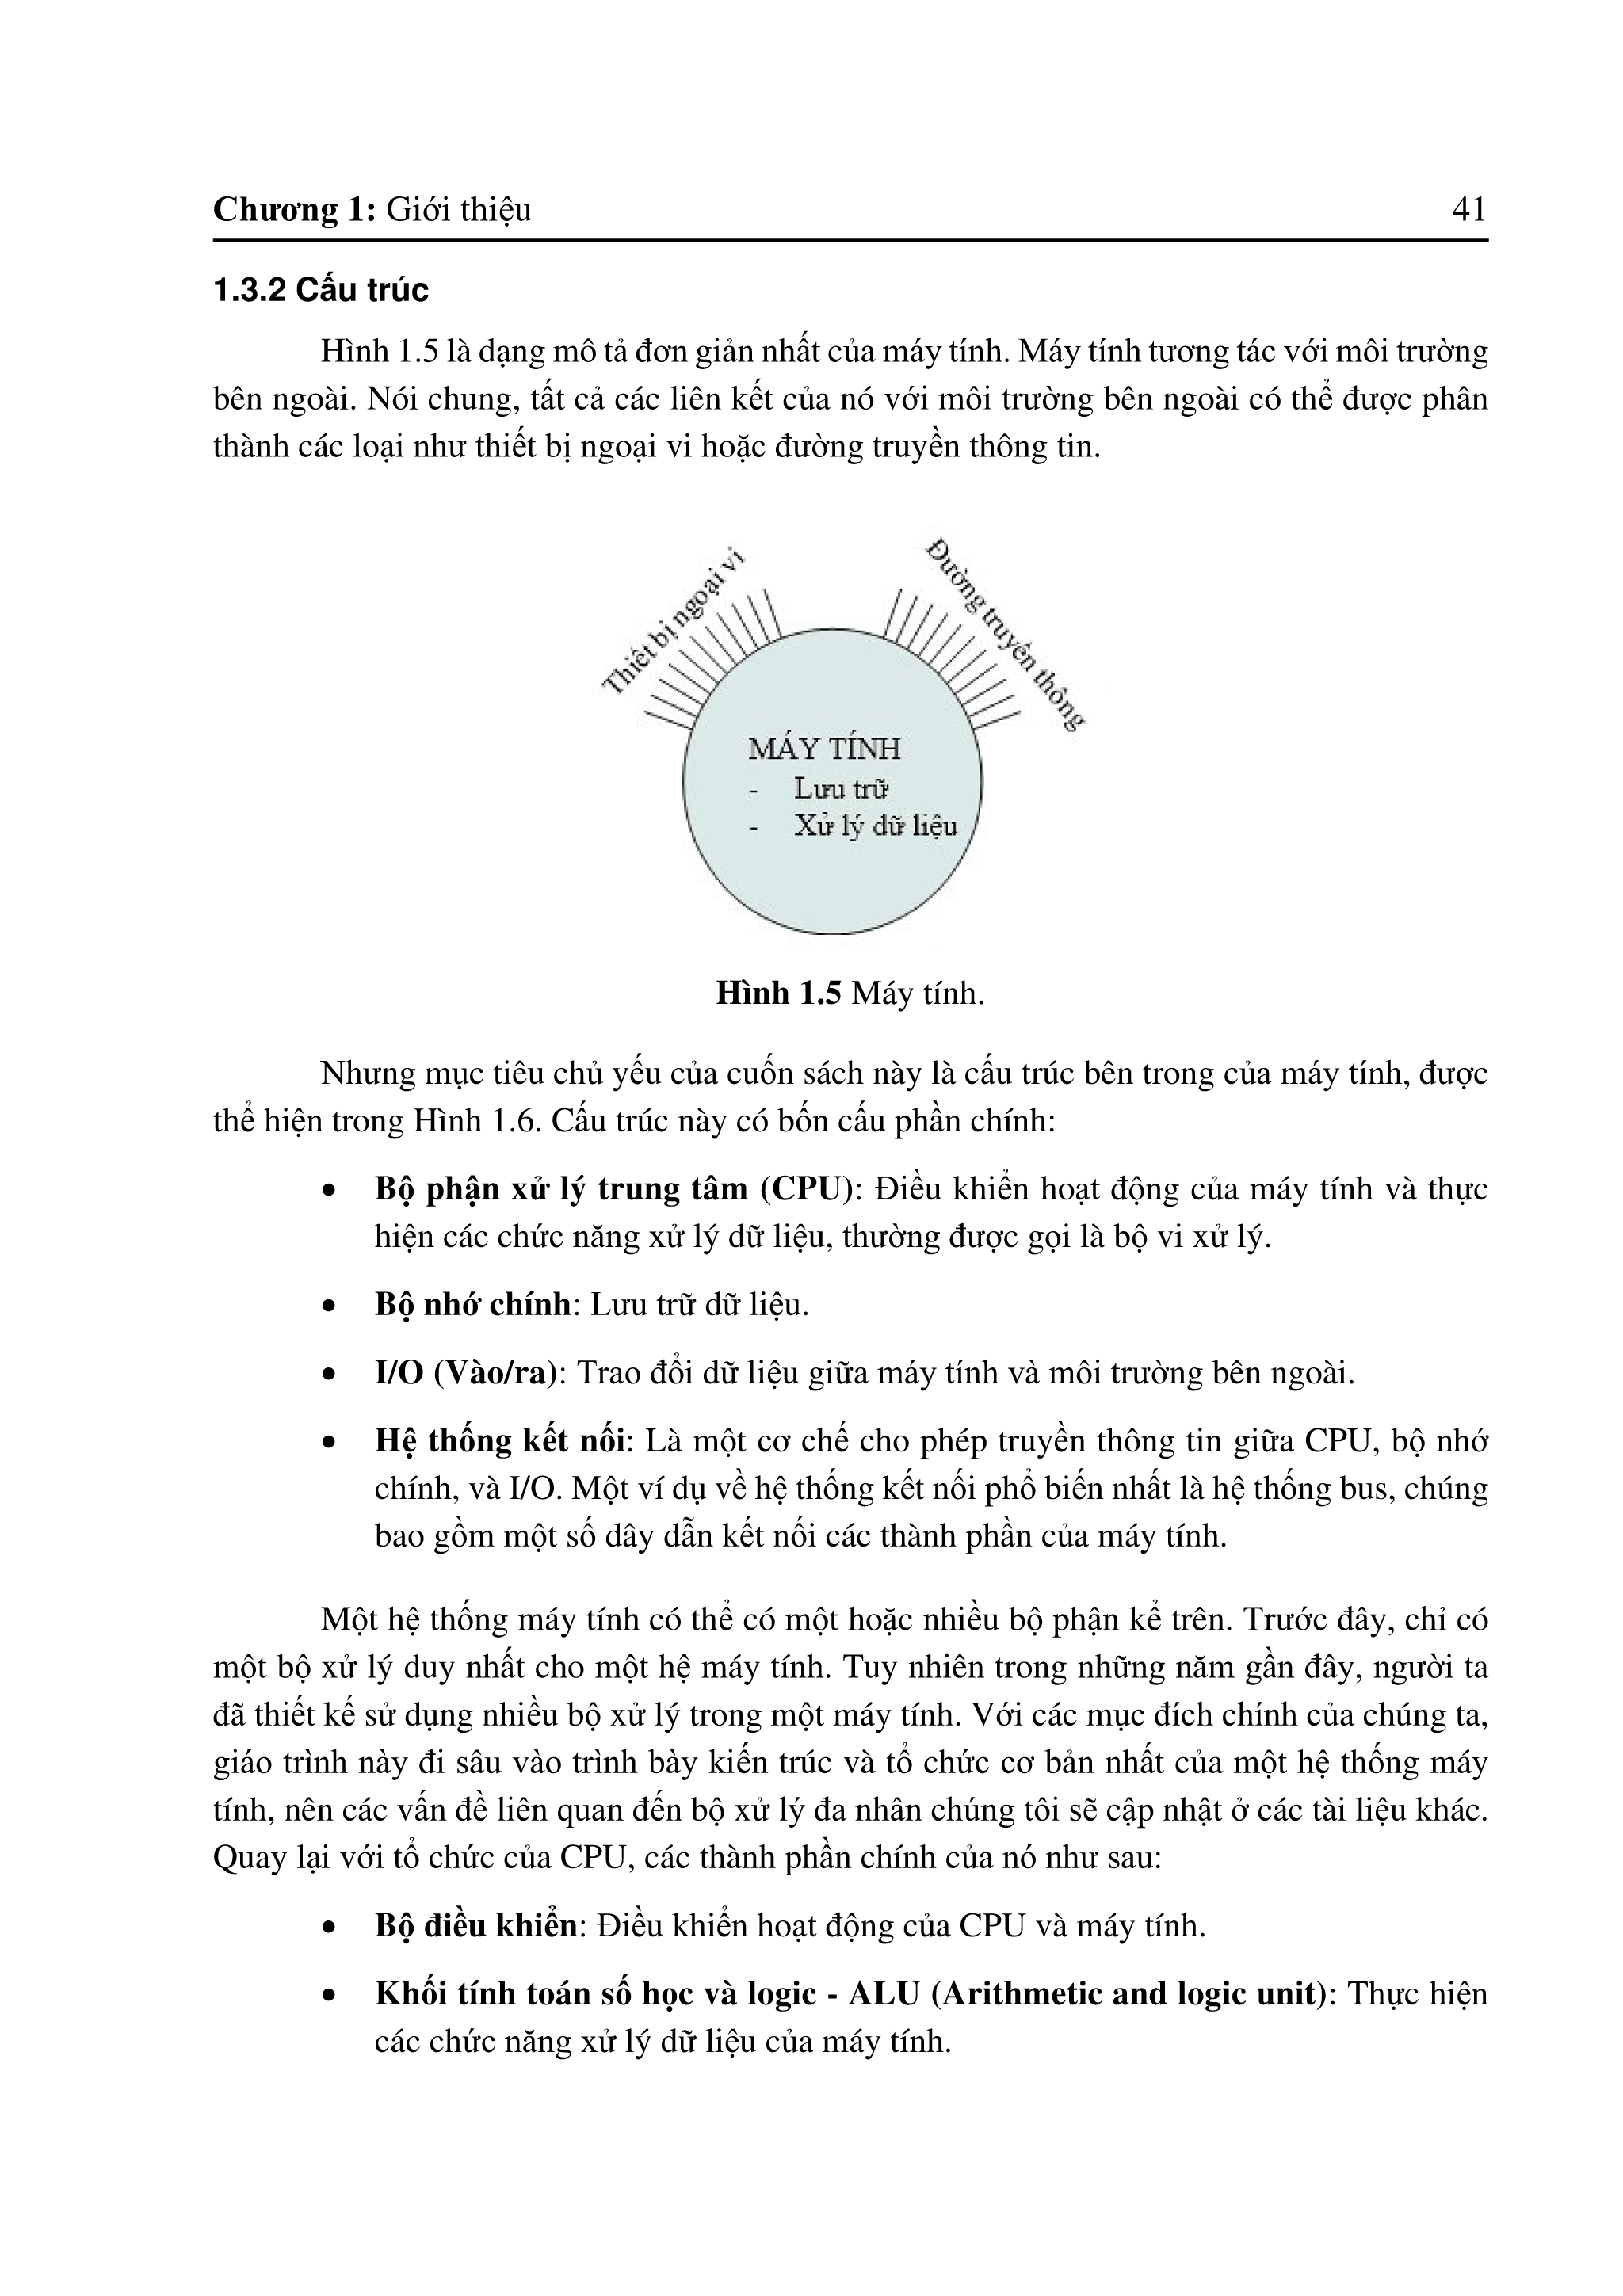 Chương 1: Giới thiệu 41
1.3.2 Cấu trúc
Hình 1.5 là dạng mô tả đơn giản nhất của máy tính. Máy tính tương tác với môi trường
bên ngoài. Nói chung, tất cả các liên kết của nó với môi trường bên ngoài có thể được phân
thành các loại như thiết bị ngoại vi hoặc đường truyền thông tin.
Thiết bị ngoại vi
Đường truyền thông
MÁY TÍNH
- Lưu trữ
- Xử lý dữ liệu
Hình 1.5 Máy tính.
Nhưng mục tiêu chủ yếu của cuốn sách này là cấu trúc bên trong của máy tính, được
thể hiện trong Hình 1.6. Cấu trúc này có bốn cấu phần chính:
• Bộ phận xử lý trung tâm (CPU): Điều khiển hoạt động của máy tính và thực
hiện các chức năng xử lý dữ liệu, thường được gọi là bộ vi xử lý.
• Bộ nhớ chính: Lưu trữ dữ liệu.
• I/O (Vào/ra): Trao đổi dữ liệu giữa máy tính và môi trường bên ngoài.
• Hệ thống kết nối: Là một cơ chế cho phép truyền thông tin giữa CPU, bộ nhớ
chính, và I/O. Một ví dụ về hệ thống kết nối phổ biến nhất là hệ thống bus, chúng
bao gồm một số dây dẫn kết nối các thành phần của máy tính.
Một hệ thống máy tính có thể có một hoặc nhiều bộ phận kể trên. Trước đây, chỉ có
một bộ xử lý duy nhất cho một hệ máy tính. Tuy nhiên trong những năm gần đây, người ta
đã thiết kế sử dụng nhiều bộ xử lý trong một máy tính. Với các mục đích chính của chúng ta,
giáo trình này đi sâu vào trình bày kiến trúc và tổ chức cơ bản nhất của một hệ thống máy
tính, nên các vấn đề liên quan đến bộ xử lý đa nhân chúng tôi sẽ cập nhật ở các tài liệu khác.
Quay lại với tổ chức của CPU, các thành phần chính của nó như sau:
• Bộ điều khiển: Điều khiển hoạt động của CPU và máy tính.
• Khối tính toán số học và logic - ALU (Arithmetic and logic unit): Thực hiện
các chức năng xử lý dữ liệu của máy tính.